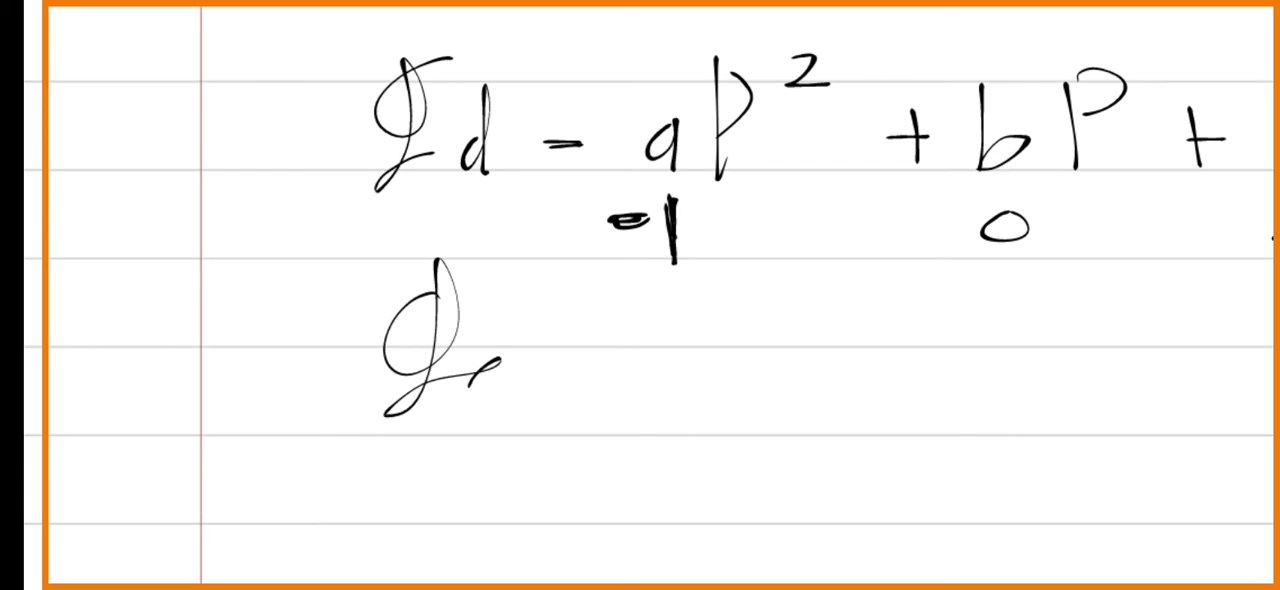 Qd = aP² + bP +
-1 0
Q